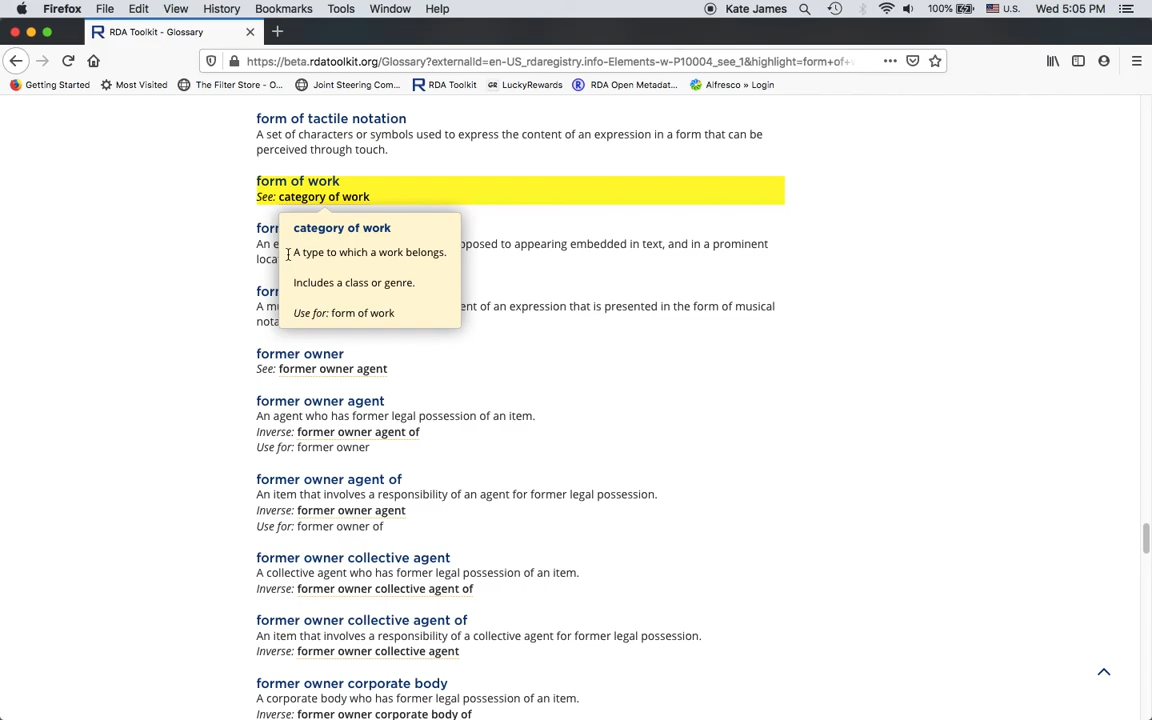 Firefox File Edit View History Bookmarks Tools Window Help Kate James 100% U.S. Wed 5:05 PM
RDA Toolkit - Glossary
https://beta.rdatoolkit.org/Glossary?externalId=en-US_rdaregistry.info-Elements-w-P10004_see_1&highlight=form+of+
Getting Started Most Visited The Filter Store - O... Joint Steering Com... RDA Toolkit GR LuckyRewards RDA Open Metadat... Alfresco » Login
form of tactile notation
A set of characters or symbols used to express the content of an expression in a form that can be
perceived through touch.
form of work
See: category of work
category of work
A type to which a work belongs.
Includes a class or genre.
Use for: form of work
for
An e
pposed to appearing embedded in text, and in a prominent
loca
for
A mu
ent of an expression that is presented in the form of musical
nota
former owner
See: former owner agent
former owner agent
An agent who has former legal possession of an item.
Inverse: former owner agent of
Use for: former owner
former owner agent of
An item that involves a responsibility of an agent for former legal possession.
Inverse: former owner agent
Use for: former owner of
former owner collective agent
A collective agent who has former legal possession of an item.
Inverse: former owner collective agent of
former owner collective agent of
An item that involves a responsibility of a collective agent for former legal possession.
Inverse: former owner collective agent
former owner corporate body
A corporate body who has former legal possession of an item.
Inverse: former owner corporate body of